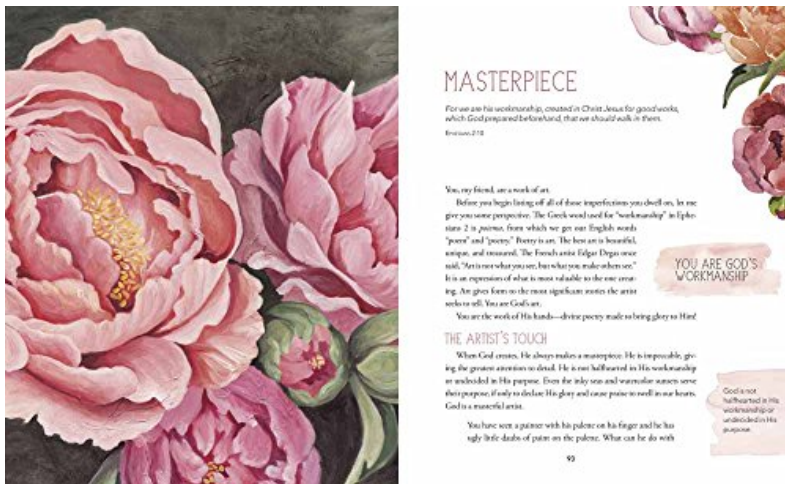 MASTERPIECE
For we are his workmanship, created in Christ Jesus for good works,
which God prepared beforehand, that we should walk in them.
Ephesians 2:10
You, my friend, are a work of art.
Before you begin listing off all of those imperfections you dwell on, let me
give you some perspective. The Greek word used for “workmanship” in Ephe-
sians 2 is poiema, from which we get our English words
“poem” and “poetry.” Poetry is art. The best art is beautiful,
unique, and treasured. The French artist Edgar Degas once
said, “Art is not what you see, but what you make others see.”
It is an expression of what is most valuable to the one creat-
ing. Art gives form to the most significant stories the artist
seeks to tell. You are God’s art.
You are the work of His hands—divine poetry made to bring glory to Him!
YOU ARE GOD’S
WORKMANSHIP
THE ARTIST’S TOUCH
When God creates, He always makes a masterpiece. He is impeccable, giv-
ing the greatest attention to detail. He is not halfhearted in His workmanship
or undecided in His purpose. Even the inky seas and watercolor sunsets serve
their purpose, if only to declare His glory and cause praise to well in our hearts.
God is a masterful artist.
God is not
halfhearted in His
workmanship or
undecided in His
purpose.
You have seen a painter with his palette on his finger and he has
ugly little daubs of paint on the palette. What can he do with
93